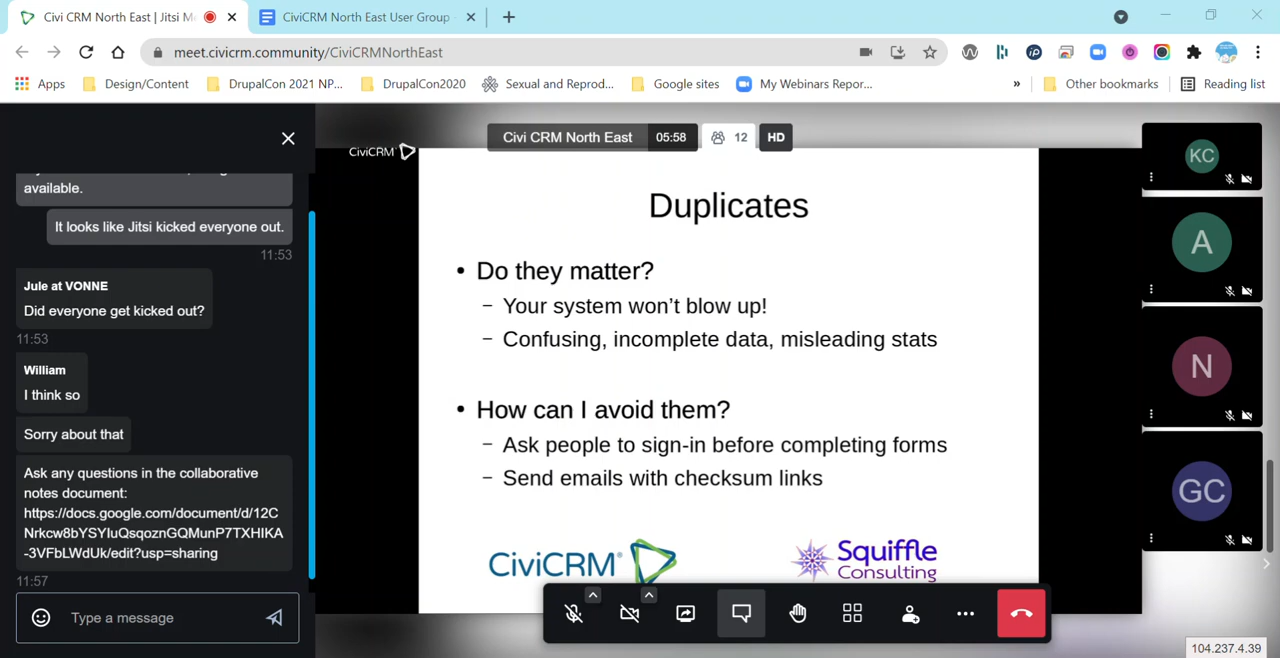 Civi CRM North East | Jitsi M
CiviCRM North East User Group
meet.civicrm.community/CiviCRMNorthEast
Apps
Design/Content
DrupalCon 2021 NP...
DrupalCon2020
Sexual and Reprod...
Google sites
My Webinars Repor...
»
Other bookmarks
Reading list
available.
It looks like Jitsi kicked everyone out.
11:53
Jule at VONNE
Did everyone get kicked out?
11:53
William
I think so
Sorry about that
Ask any questions in the collaborative
notes document:
https://docs.google.com/document/d/12C
Nrkcw8bYSYIuQsqoznGQMunP7TXHIKA
-3VFbLWdUk/edit?usp=sharing
11:57
Type a message
CiviCRM
Civi CRM North East
05:58
12
HD
Duplicates
• Do they matter?
– Your system won’t blow up!
– Confusing, incomplete data, misleading stats
• How can I avoid them?
– Ask people to sign-in before completing forms
– Send emails with checksum links
CiviCRM®
Squiffle
Consulting
KC
A
N
GC
104.237.4.39